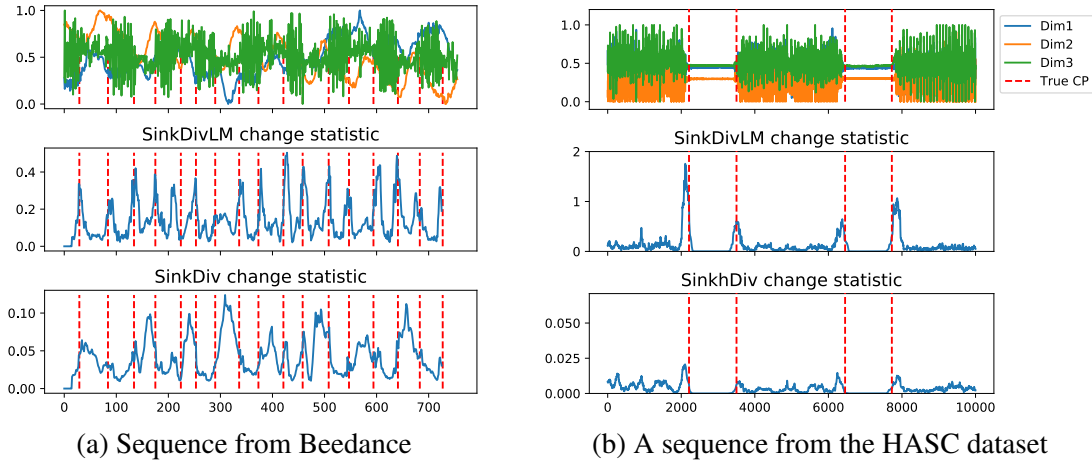 1.0
0.5
0.0
SinkDivLM change statistic
0.4
0.2
0.0
SinkDiv change statistic
0.10
0.05
0.00
0 100 200 300 400 500 600 700
(a) Sequence from Beedance
1.0
0.5
0.0
Dim1
Dim2
Dim3
True CP
SinkDivLM change statistic
2
1
0
SinkhDiv change statistic
0.050
0.025
0.000
0 2000 4000 6000 8000 10000
(b) A sequence from the HASC dataset